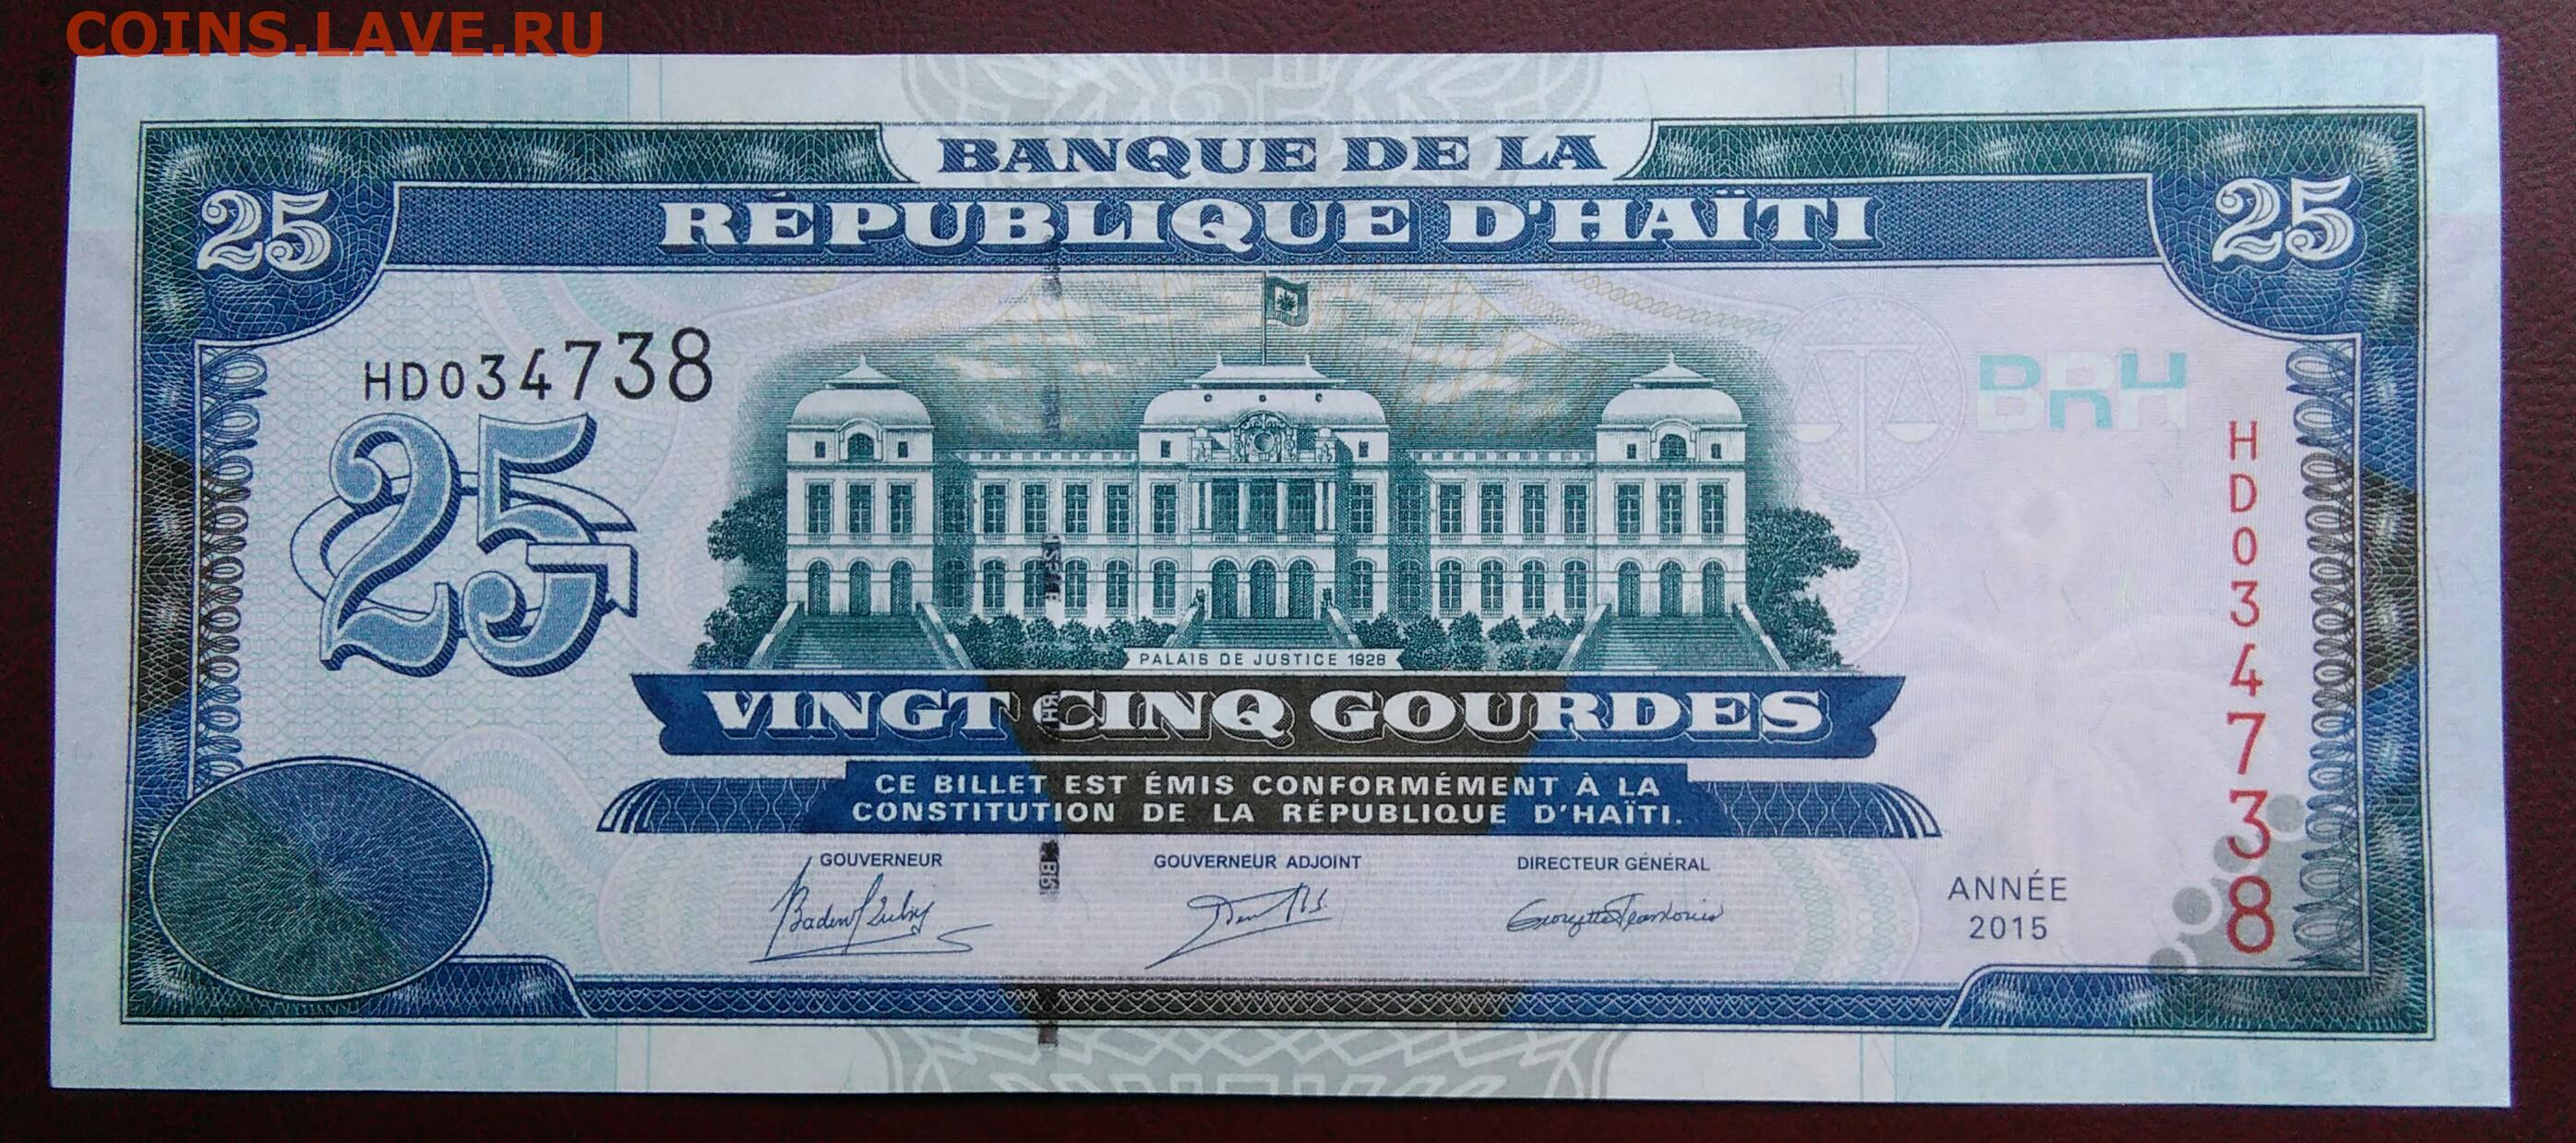 COINS.LAVE.RU
BANQUE DE LA
25 RÉPUBLIQUE D'HAÏTI 25
HD034738
BRH
HD034738
25
PALAIS DE JUSTICE 1928
VINGT CINQ GOURDES
CE BILLET EST ÉMIS CONFORMÉMENT À LA
CONSTITUTION DE LA RÉPUBLIQUE D'HAÏTI.
GOUVERNEUR GOUVERNEUR ADJOINT DIRECTEUR GÉNÉRAL
ANNÉE
2015